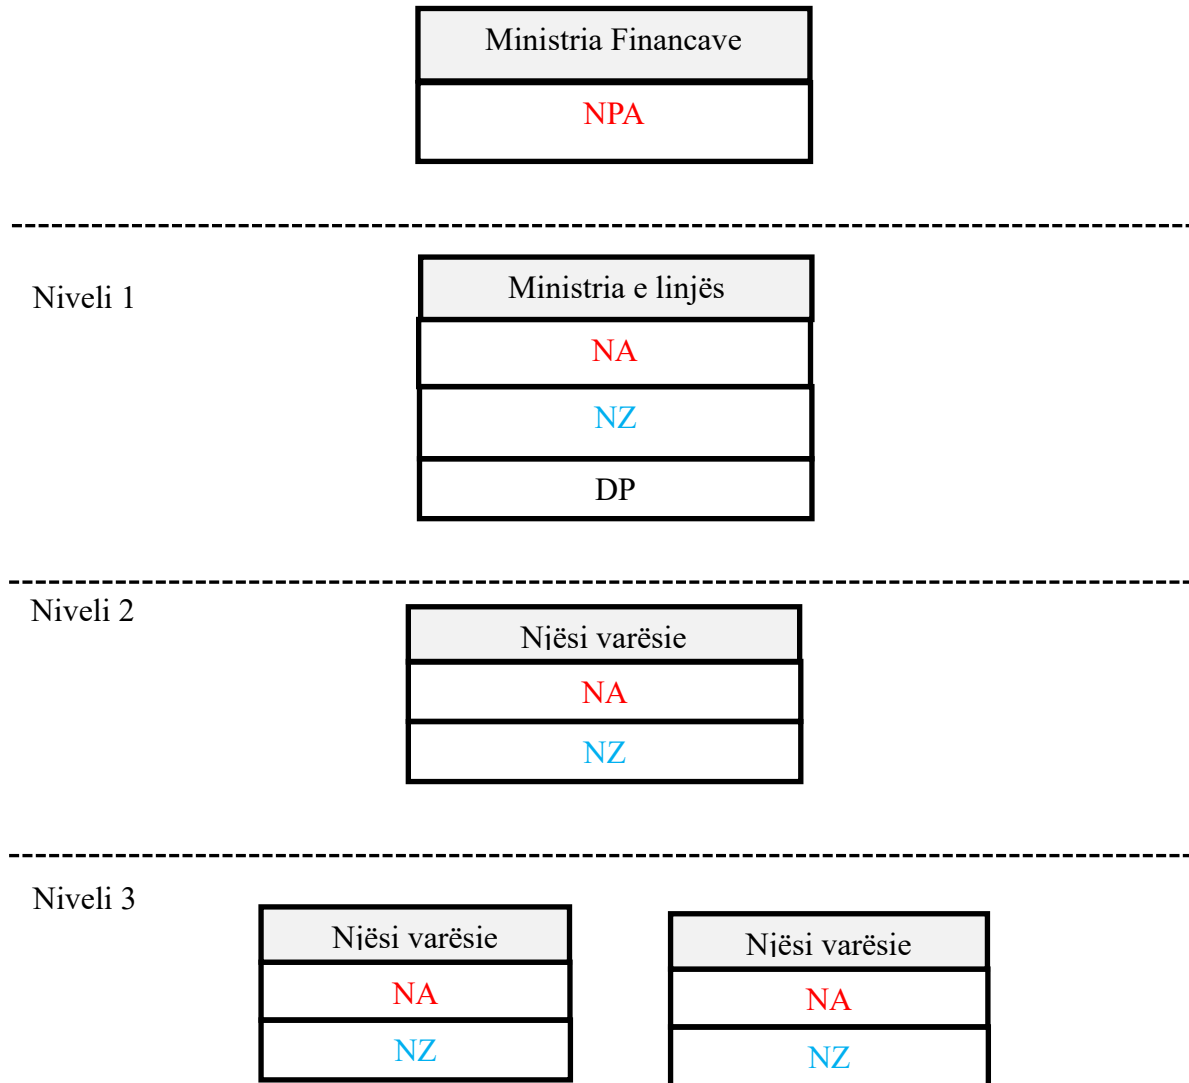 Ministria Financave
NPA
Niveli 1
Ministria e linjës
NA
NZ
DP
Niveli 2
Njësi varësie
NA
NZ
Niveli 3
Njësi varësie
NA
NZ
Njësi varësie
NA
NZ